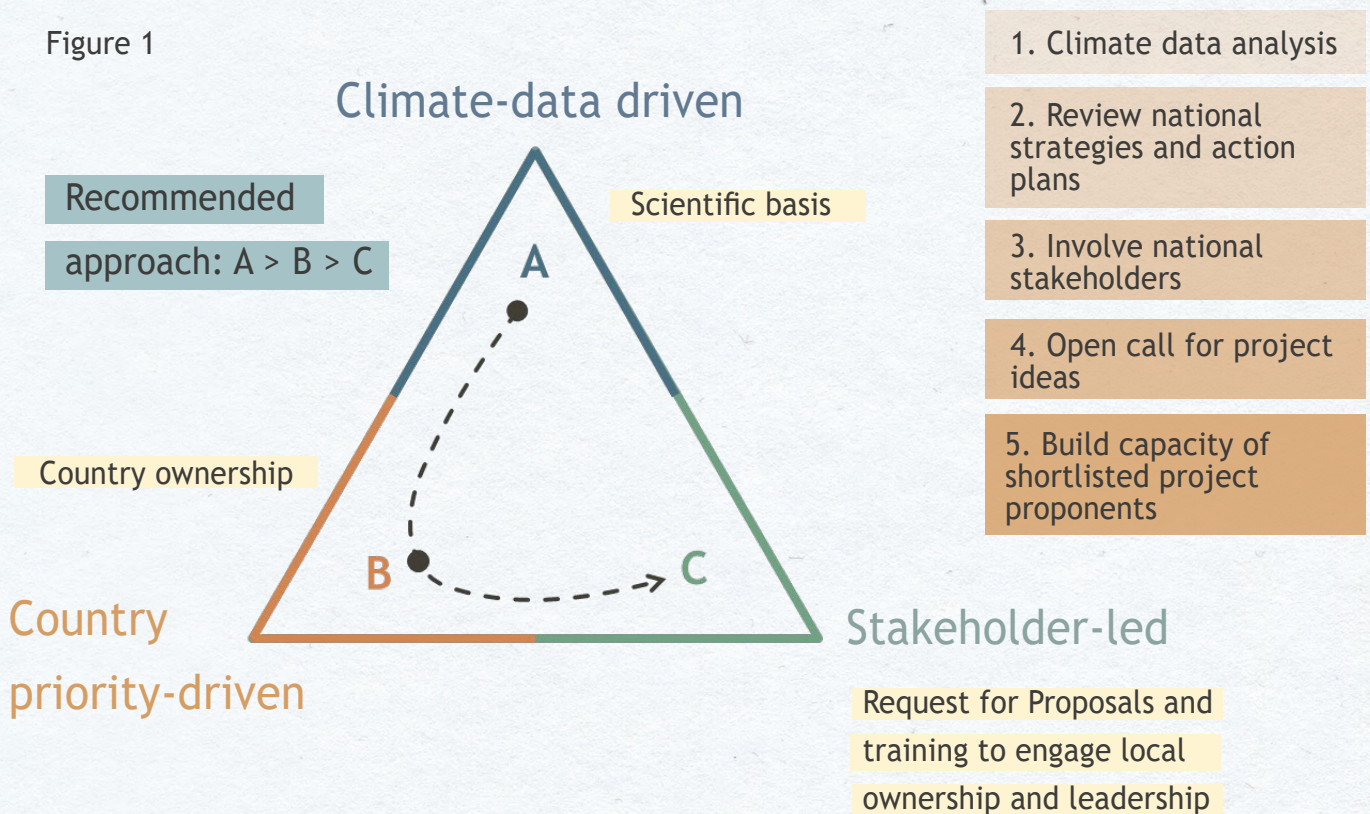 Figure 1
Climate-data driven
Recommended
approach: A > B > C
Scientific basis
A
Country ownership
B
C
Country
priority-driven
Stakeholder-led
Request for Proposals and
training to engage local
ownership and leadership
1. Climate data analysis
2. Review national
strategies and action
plans
3. Involve national
stakeholders
4. Open call for project
ideas
5. Build capacity of
shortlisted project
proponents